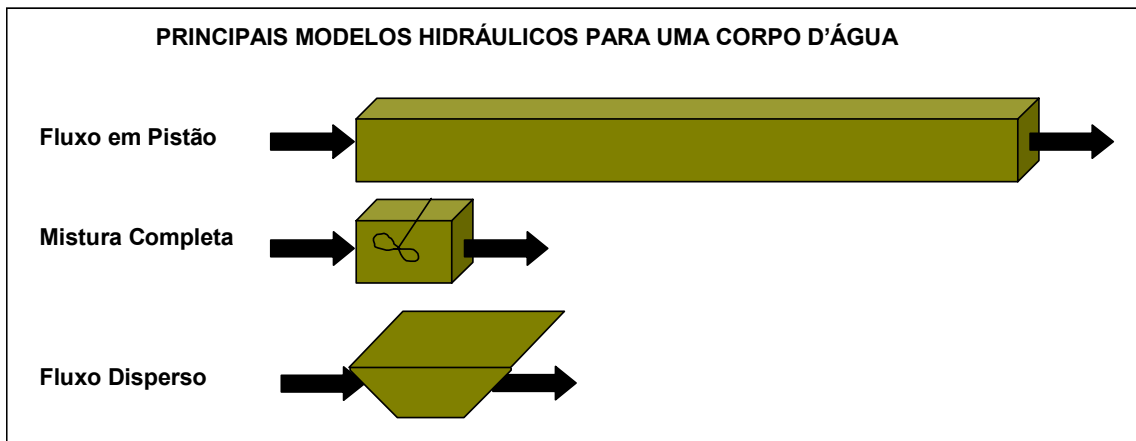 PRINCIPAIS MODELOS HIDRÁULICOS PARA UMA CORPO D’ÁGUA
Fluxo em Pistão
Mistura Completa
Fluxo Disperso